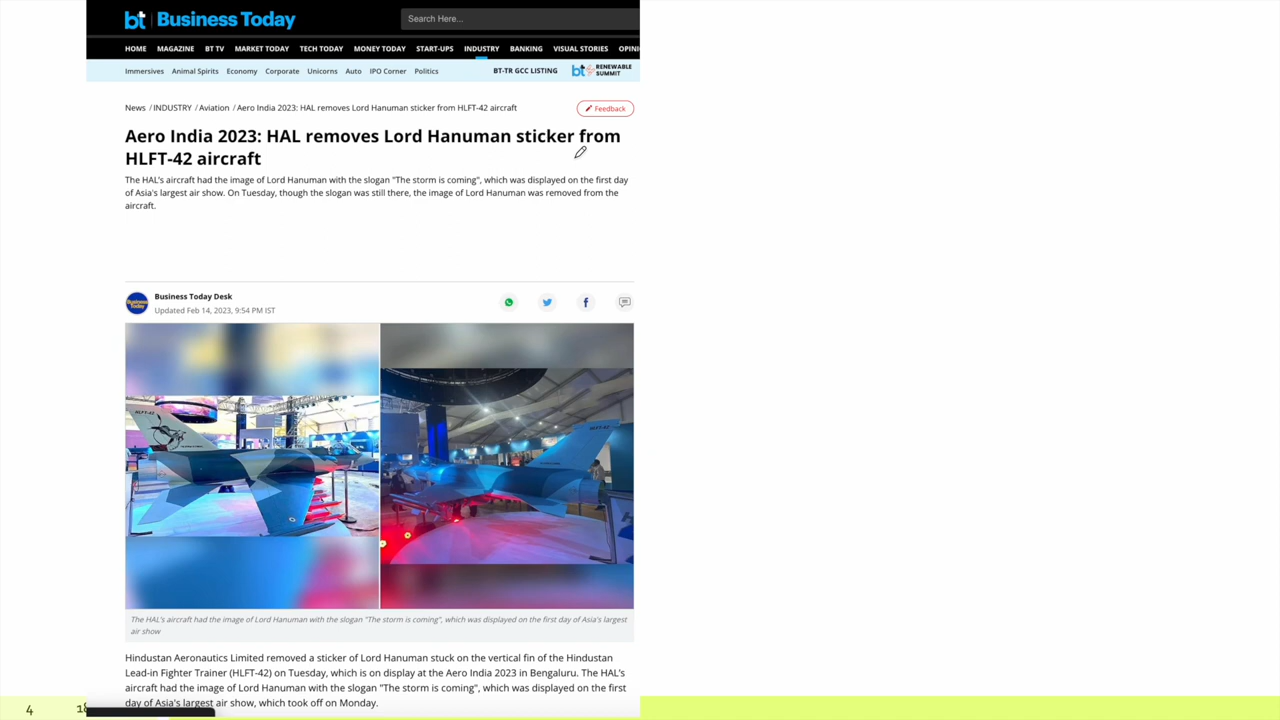 bt Business Today
Search Here...
HOME MAGAZINE BT TV MARKET TODAY TECH TODAY MONEY TODAY START-UPS INDUSTRY BANKING VISUAL STORIES OPINI
Immersives Animal Spirits Economy Corporate Unicorns Auto IPO Corner Politics BT-TR GCC LISTING bt RENEWABLE
SUMMIT
News / INDUSTRY / Aviation / Aero India 2023: HAL removes Lord Hanuman sticker from HLFT-42 aircraft
Feedback
Aero India 2023: HAL removes Lord Hanuman sticker from
HLFT-42 aircraft
The HAL's aircraft had the image of Lord Hanuman with the slogan "The storm is coming", which was displayed on the first day
of Asia's largest air show. On Tuesday, though the slogan was still there, the image of Lord Hanuman was removed from the
aircraft.
Business Today Desk
Updated Feb 14, 2023, 9:54 PM IST
HLFT-42
The HAL's aircraft had the image of Lord Hanuman with the slogan "The storm is coming", which was displayed on the first day of Asia's largest
air show
Hindustan Aeronautics Limited removed a sticker of Lord Hanuman stuck on the vertical fin of the Hindustan
Lead-in Fighter Trainer (HLFT-42) on Tuesday, which is on display at the Aero India 2023 in Bengaluru. The HAL's
aircraft had the image of Lord Hanuman with the slogan "The storm is coming", which was displayed on the first
day of Asia's largest air show, which took off on Monday.
4